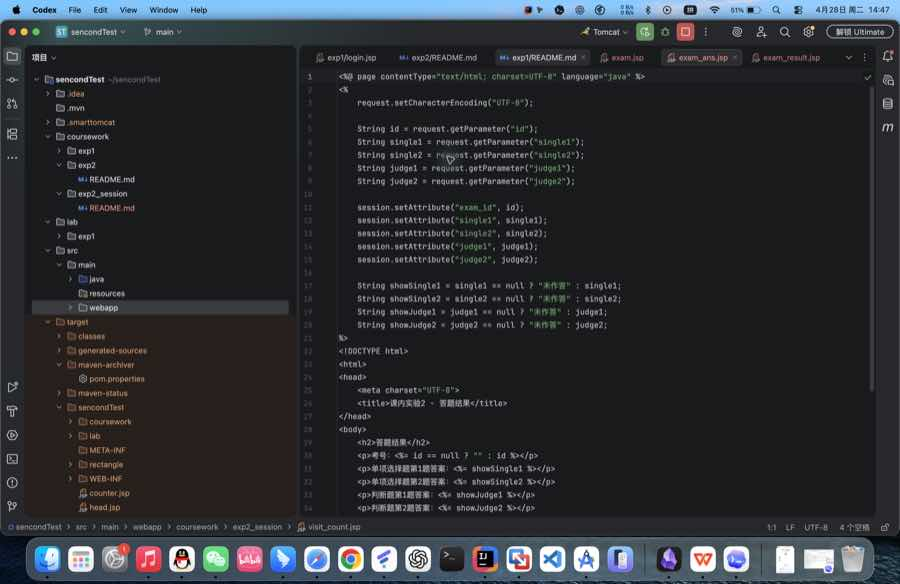 Codex File Edit View Window Help
0 B/s
0 B/s
51%
4月28日 周二 14:47
ST sencondTest main
Tomcat
解锁 Ultimate
项目
exp1/login.jsp
exp2/README.md
exp1/README.md
exam.jsp
exam_ans.jsp
exam_result.jsp
sencondTest ~/sencondTest
.idea
.mvn
.smarttomcat
coursework
exp1
exp2
README.md
exp2_session
README.md
lab
exp1
src
main
java
resources
webapp
target
classes
generated-sources
maven-archiver
pom.properties
maven-status
sencondTest
coursework
lab
META-INF
rectangle
WEB-INF
counter.jsp
head.jsp
<%@ page contentType="text/html; charset=UTF-8" language="java" %>
<%
request.setCharacterEncoding("UTF-8");
String id = request.getParameter("id");
String single1 = request.getParameter("single1");
String single2 = request.getParameter("single2");
String judge1 = request.getParameter("judge1");
String judge2 = request.getParameter("judge2");
session.setAttribute("exam_id", id);
session.setAttribute("single1", single1);
session.setAttribute("single2", single2);
session.setAttribute("judge1", judge1);
session.setAttribute("judge2", judge2);
String showSingle1 = single1 == null ? "未作答" : single1;
String showSingle2 = single2 == null ? "未作答" : single2;
String showJudge1 = judge1 == null ? "未作答" : judge1;
String showJudge2 = judge2 == null ? "未作答" : judge2;
%>
<!DOCTYPE html>
<html>
<head>
<meta charset="UTF-8">
<title>课内实验2 - 答题结果</title>
</head>
<body>
<h2>答题结果</h2>
<p>考号：<%= id == null ? "" : id %></p>
<p>单项选择题第1题答案：<%= showSingle1 %></p>
<p>单项选择题第2题答案：<%= showSingle2 %></p>
<p>判断题第1题答案：<%= showJudge1 %></p>
<p>判断题第2题答案：<%= showJudge2 %></p>
sencondTest > src > main > webapp > coursework > exp2_session > visit_count.jsp
1:1 LF UTF-8 4 个空格